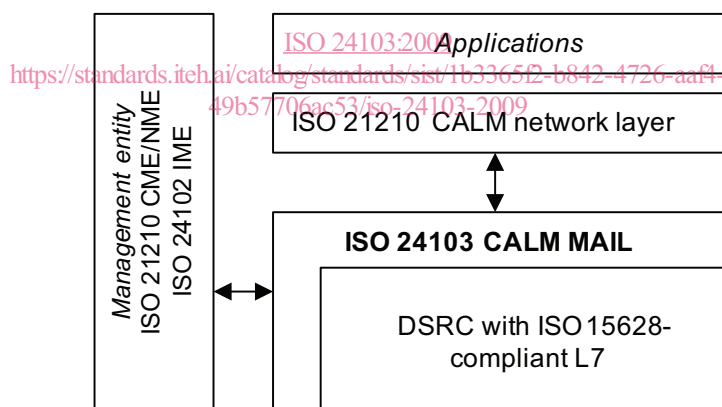 ISO 24103:2009
Applications
https://standards.iteh.ai/catalog/standards/sist/1b3365f2-b842-4726-aaf4-
49b57706ac53/iso-24103-2009
ISO 21210 CALM network layer
Management entity
ISO 21210 CME/NME
ISO 24102 IME
ISO 24103 CALM MAIL
DSRC with ISO 15628-
compliant L7